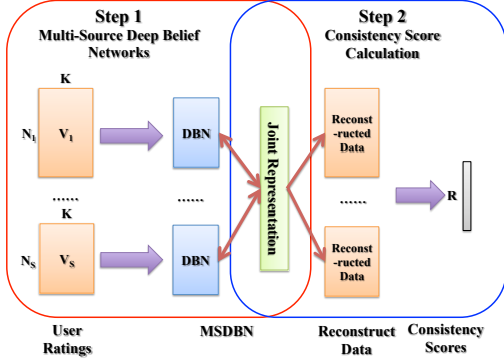 Step 1
Multi-Source Deep Belief
Networks
Step 2
Consistency Score
Calculation
K
N1
V1
DBN
......
K
NS
VS
......
DBN
Joint Representation
Reconst
-ructed
Data
......
Reconst
-ructed
Data
R
User
Ratings
MSDBN
Reconstruct
Data
Consistency
Scores